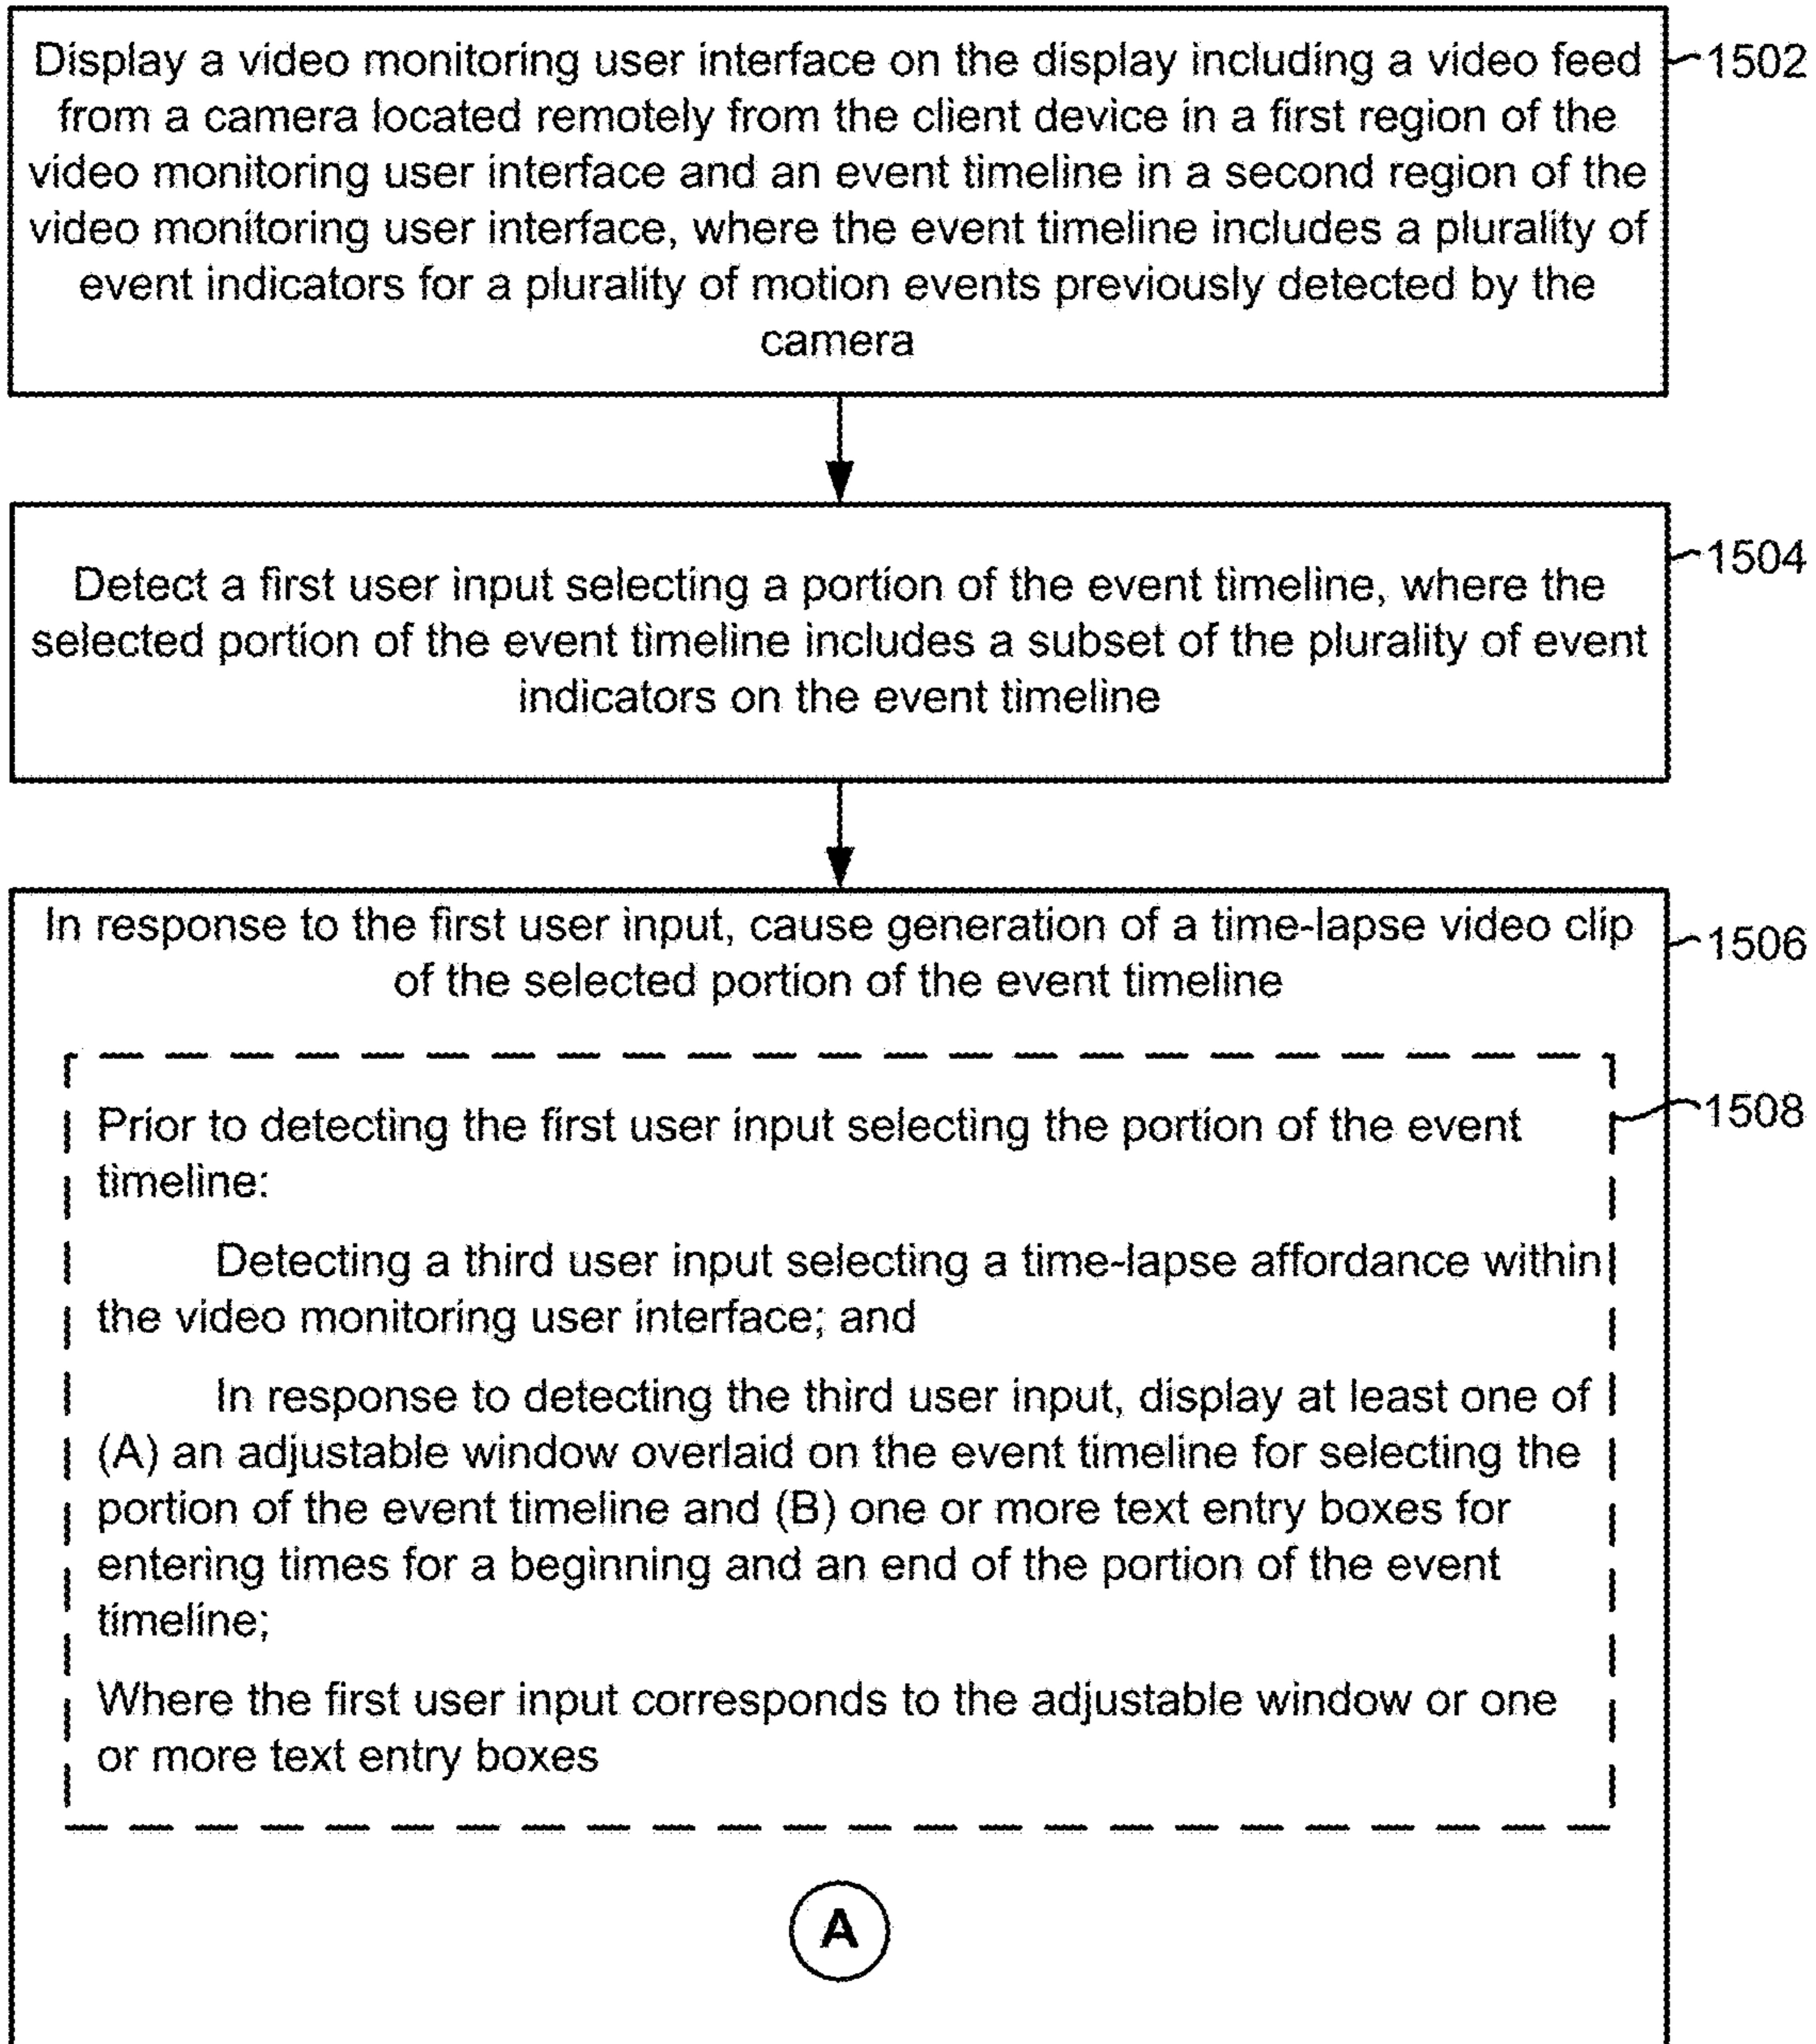 Display a video monitoring user interface on the display including a video feed
from a camera located remotely from the client device in a first region of the
video monitoring user interface and an event timeline in a second region of the
video monitoring user interface, where the event timeline includes a plurality of
event indicators for a plurality of motion events previously detected by the
camera
1502
Detect a first user input selecting a portion of the event timeline, where the
selected portion of the event timeline includes a subset of the plurality of event
indicators on the event timeline
1504
In response to the first user input, cause generation of a time-lapse video clip
of the selected portion of the event timeline
1506
Prior to detecting the first user input selecting the portion of the event
timeline:
Detecting a third user input selecting a time-lapse affordance within
the video monitoring user interface; and
In response to detecting the third user input, display at least one of
(A) an adjustable window overlaid on the event timeline for selecting the
portion of the event timeline and (B) one or more text entry boxes for
entering times for a beginning and an end of the portion of the event
timeline;
Where the first user input corresponds to the adjustable window or one
or more text entry boxes
1508
A